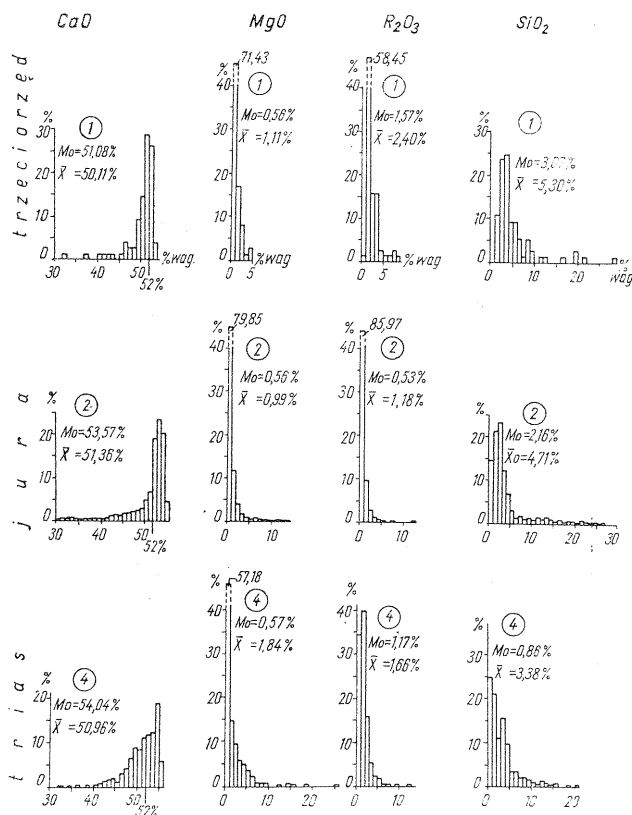 CaO MgO R₂O₃ SiO₂
trzeciorzęd
% 30 20 10 0
①
Mo=51,08%
X̄ =50,11%
30 40 50 %wag.
52%
% 40 30 20 10 0
71,43
①
Mo=0,56%
X̄ =1,11%
0 5 %wag
% 40 30 20 10 0
58,45
①
Mo=1,57%
X̄ =2,40%
0 5 %wag
% 30 20 10 0
①
X̄ =5,30%
0 10 20 % wag
jura
% 20 10 0
②
Mo=53,57%
X̄ =51,36%
30 40 50
52%
% 40 30 20 10 0
79,85
②
Mo=0,56%
X̄ =0,99%
0 10
% 40 30 20 10 0
85,97
②
Mo=0,53%
X̄ =1,18%
0 10
% 20 10 0
②
Mo=2,16%
X̄o=4,71%
0 10 20 30
trias
% 20 10 0
④
Mo=54,04%
X̄ =50,96%
30 40 50
52%
% 40 30 20 10 0
57,18
④
Mo=0,57%
X̄ =1,84%
0 10 20
% 40 30 20 10 0
④
Mo=1,17%
X̄ =1,66%
0 10
% 30 20 10 0
④
Mo=0,86%
X̄ =3,38%
0 10 20